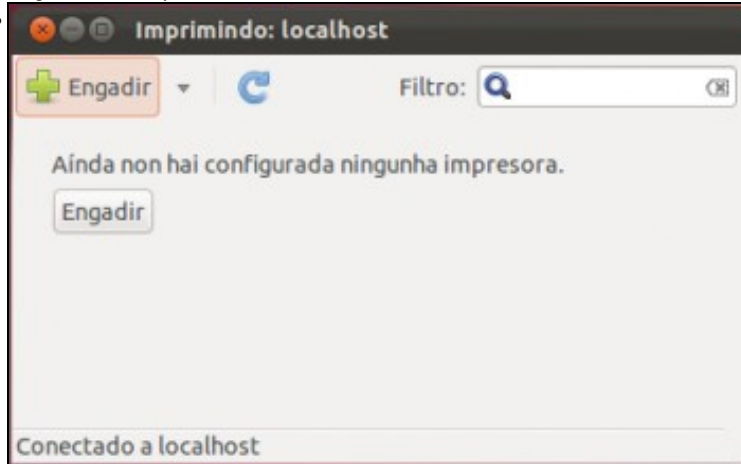 Imprimindo: localhost
Engadir
Filtro:
Aínda non hai configurada ningunha impresora.
Engadir
Conectado a localhost